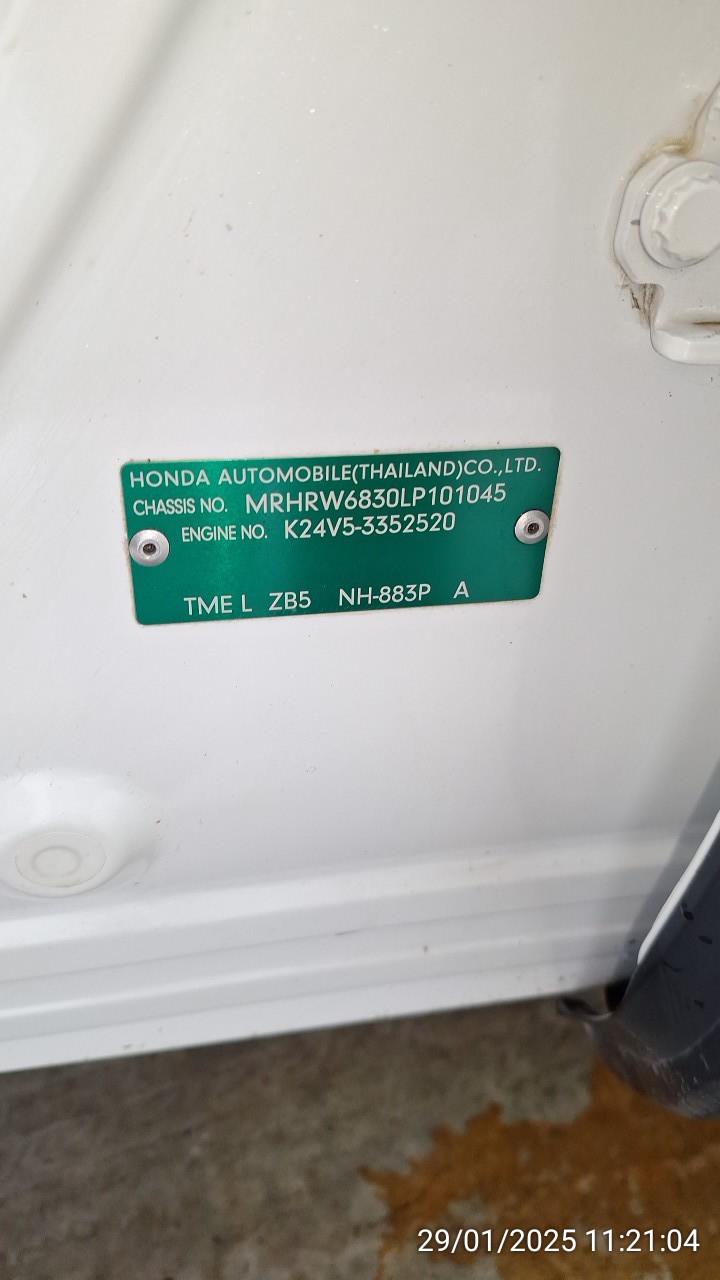 HONDA AUTOMOBILE(THAILAND)CO.,LTD.
CHASSIS NO. MRHRW6830LP101045
ENGINE NO. K24V5-3352520
TME L ZB5 NH-883P A
29/01/2025 11:21:04